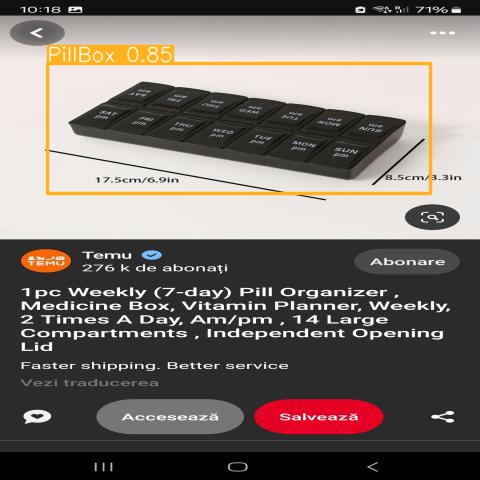 10:18
71%
PillBox 0.85
SAT am
FRI am
THU am
WED am
TUE am
MON am
SUN am
SAT pm
FRI pm
THU pm
WED pm
TUE pm
MON pm
SUN pm
17.5cm/6.9in
8.5cm/3.3in
TEMU
Temu
276 k de abonați
Abonare
1pc Weekly (7-day) Pill Organizer ,
Medicine Box, Vitamin Planner, Weekly,
2 Times A Day, Am/pm , 14 Large
Compartments , Independent Opening
Lid
Faster shipping. Better service
Vezi traducerea
Accesează
Salvează